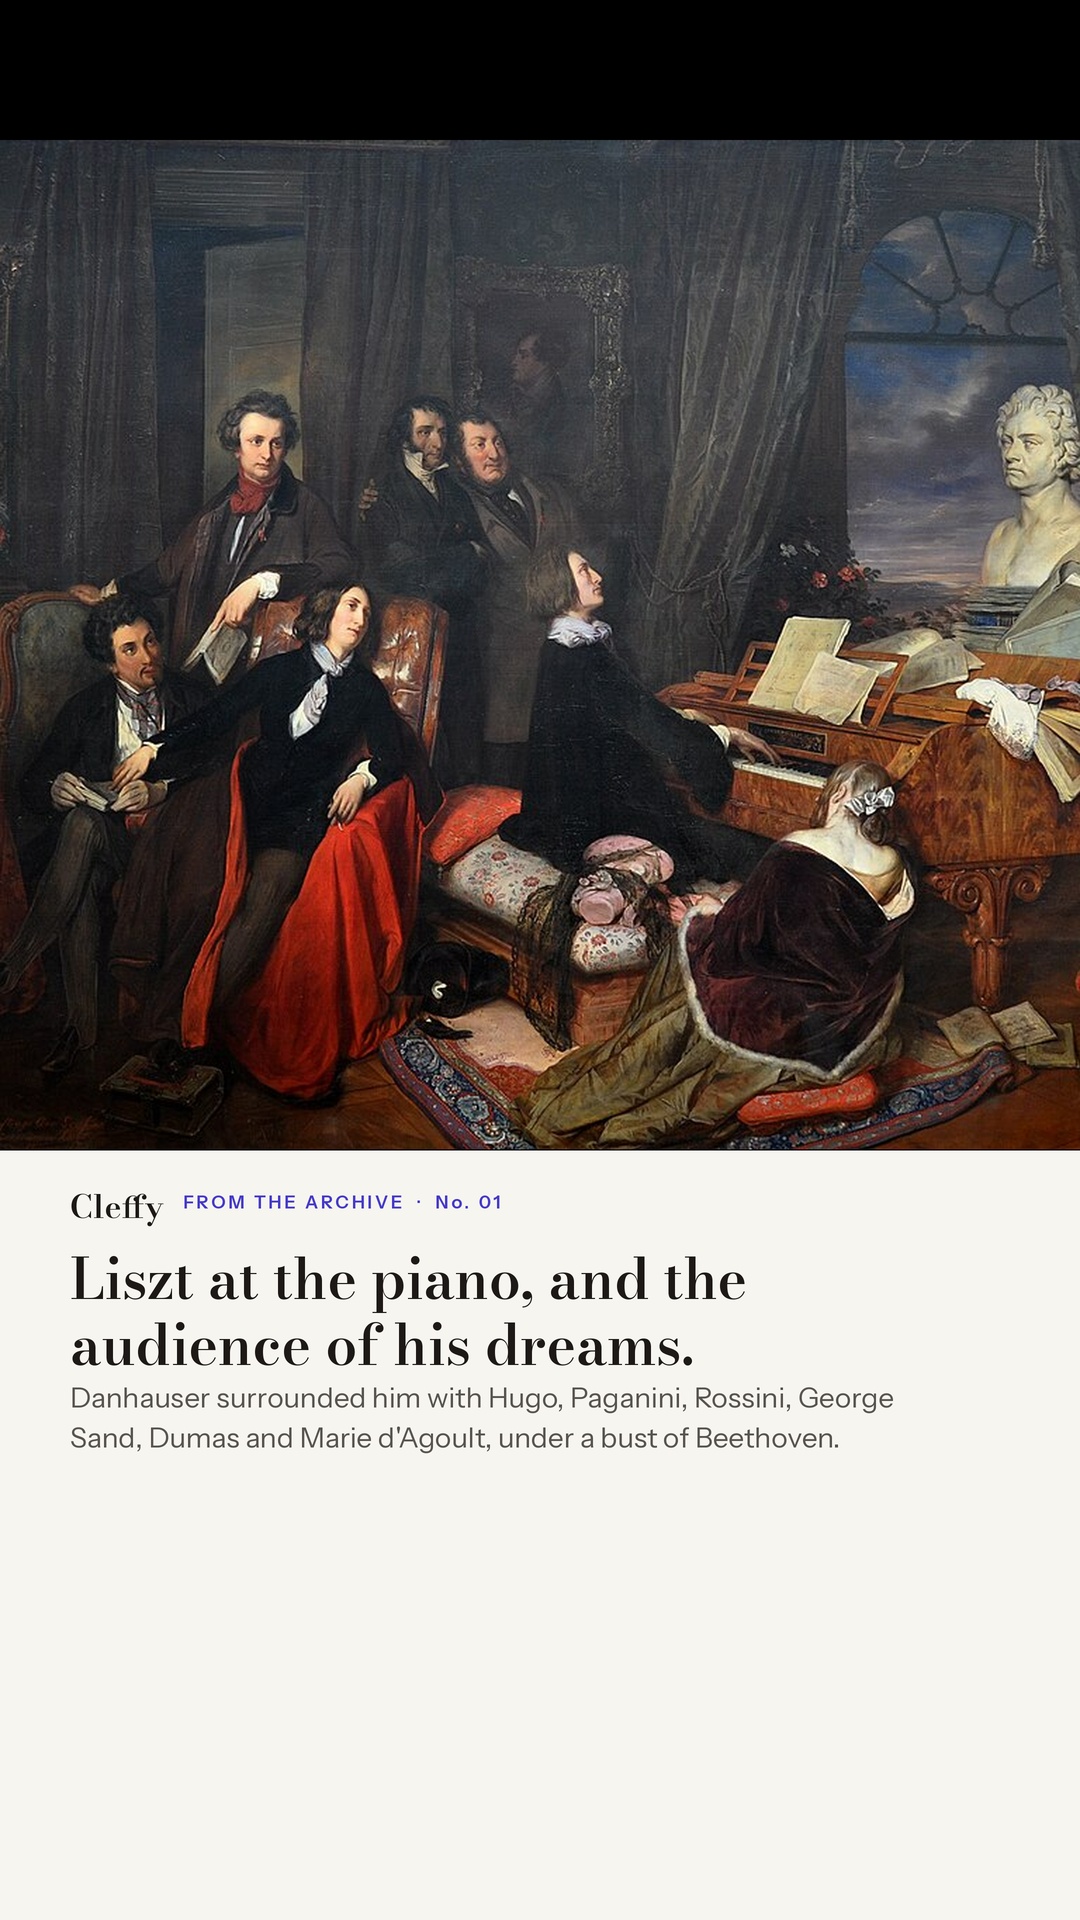 Cleffy FROM THE ARCHIVE · No. 01
Liszt at the piano, and the
audience of his dreams.
Danhauser surrounded him with Hugo, Paganini, Rossini, George
Sand, Dumas and Marie d'Agoult, under a bust of Beethoven.